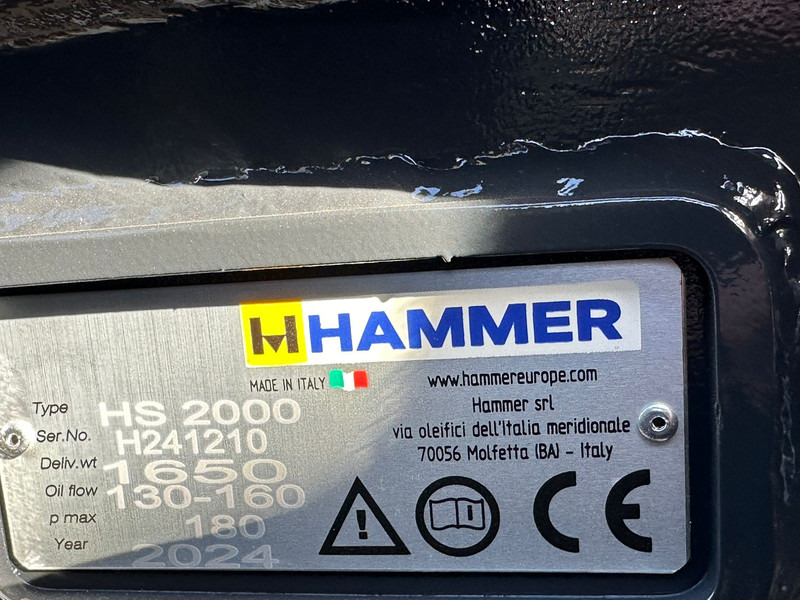 HAMMER
MADE IN ITALY
www.hammereurope.com
Hammer srl
via oleifici dell'Italia meridionale
70056 Molfetta (BA) - Italy
Type HS 2000
Ser.No. H241210
Deliv.wt 1650
Oil flow 130-160
p max 180
Year 2024
CE